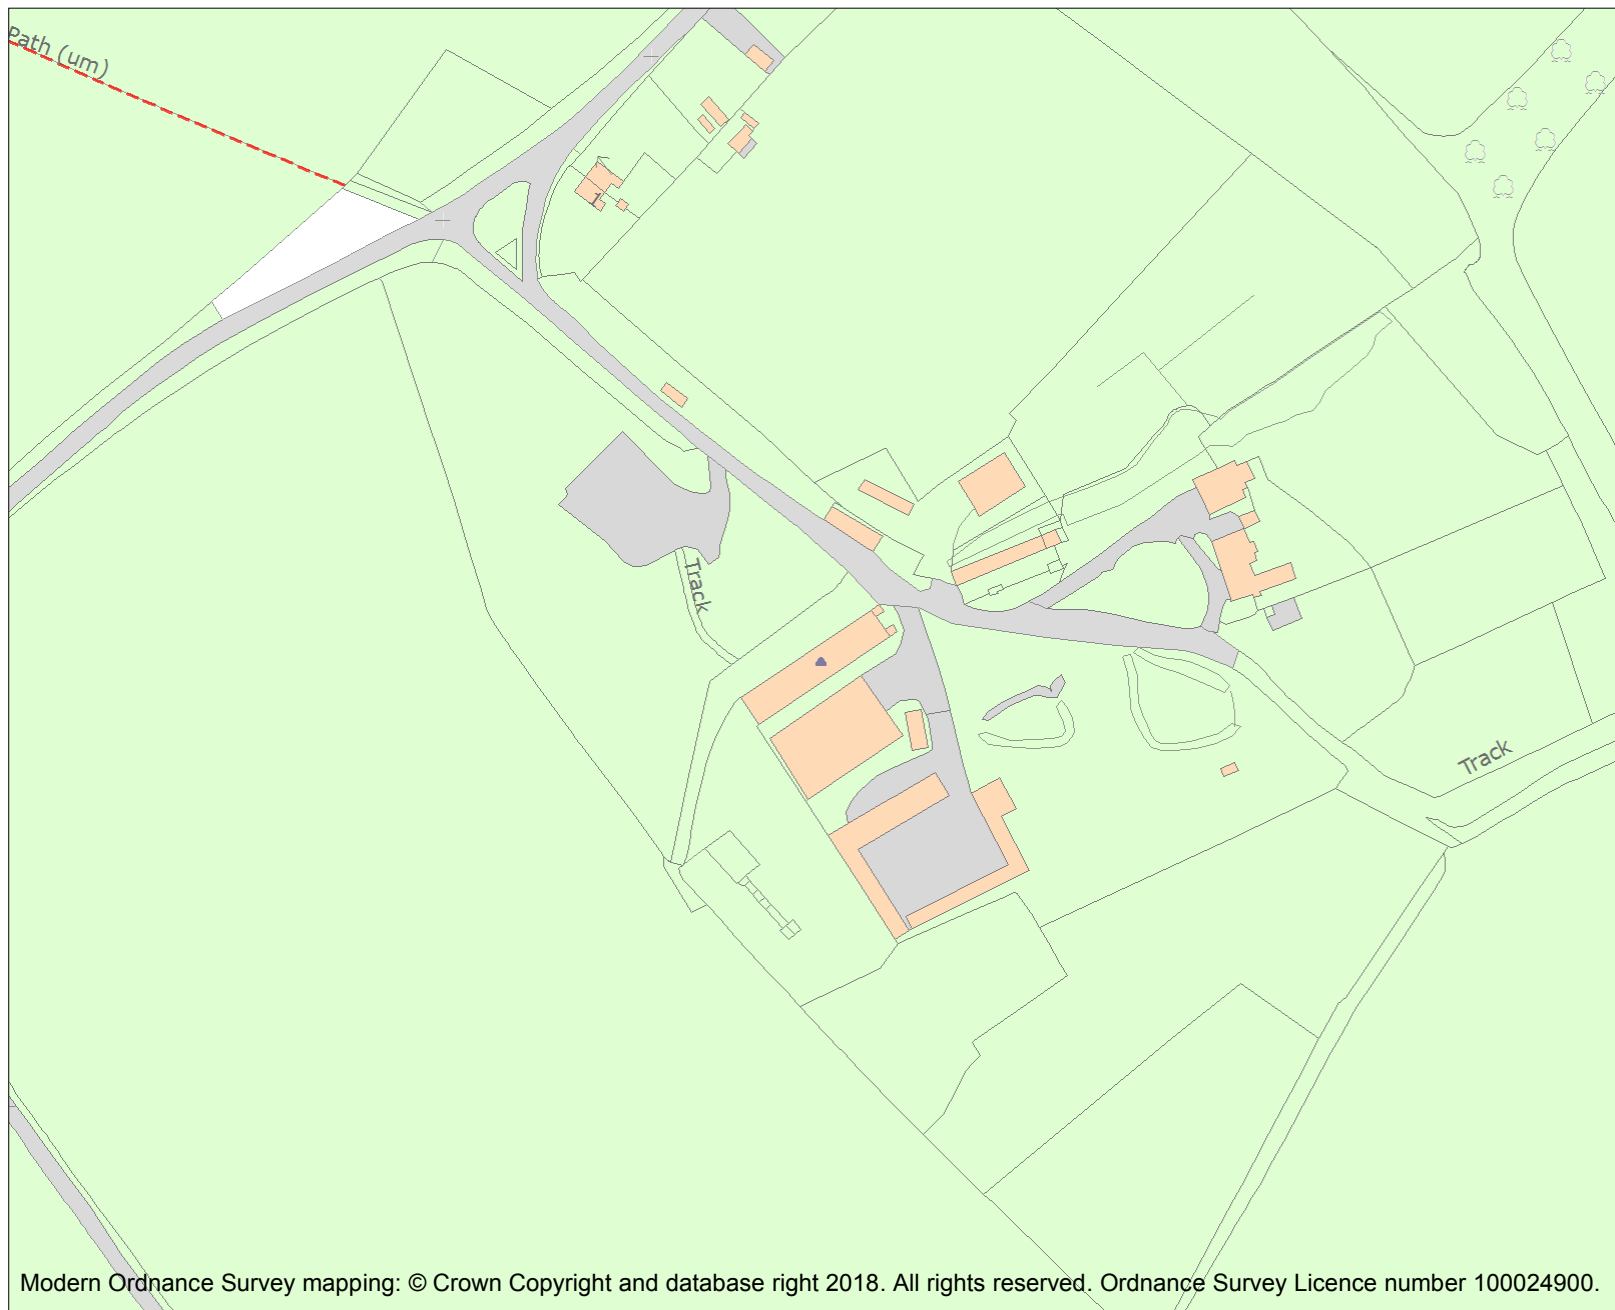 Path (um)
1
Track
Track
Modern Ordnance Survey mapping: © Crown Copyright and database right 2018. All rights reserved. Ordnance Survey Licence number 100024900.